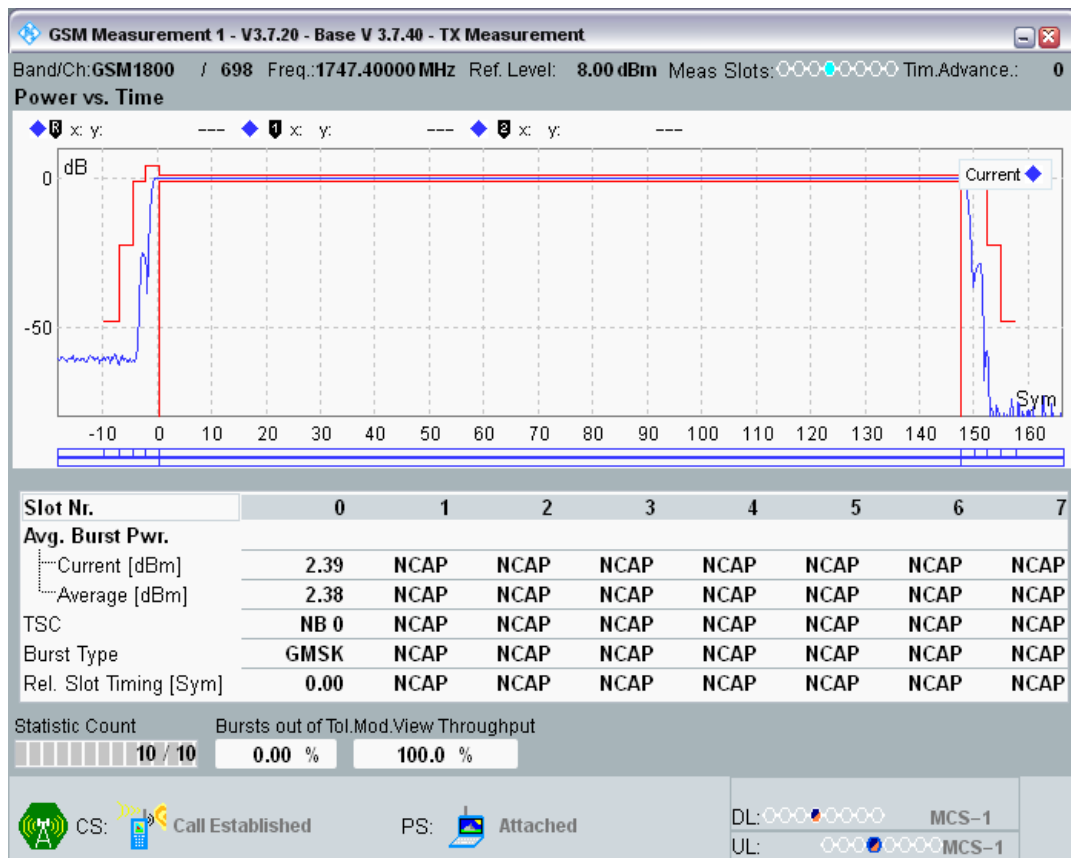 GSM Measurement 1 - V3.7.20 - Base V 3.7.40 - TX Measurement
Band/Ch:GSM1800 / 698 Freq.:1747.40000 MHz Ref. Level: 8.00 dBm Meas Slots: Tim.Advance.: 0
Power vs. Time
R x: y: --- 1 x: y: --- 2 x: y: ---
dB
0
Current
-50
Sym
-10 0 10 20 30 40 50 60 70 80 90 100 110 120 130 140 150 160
Slot Nr. 0 1 2 3 4 5 6 7
Avg. Burst Pwr.
Current [dBm] 2.39 NCAP NCAP NCAP NCAP NCAP NCAP NCAP
Average [dBm] 2.38 NCAP NCAP NCAP NCAP NCAP NCAP NCAP
TSC NB 0 NCAP NCAP NCAP NCAP NCAP NCAP NCAP
Burst Type GMSK NCAP NCAP NCAP NCAP NCAP NCAP NCAP
Rel. Slot Timing [Sym] 0.00 NCAP NCAP NCAP NCAP NCAP NCAP NCAP
Statistic Count Bursts out of Tol.Mod.View Throughput
10 / 10 0.00 % 100.0 %
CS: Call Established PS: Attached
DL: MCS-1
UL: MCS-1